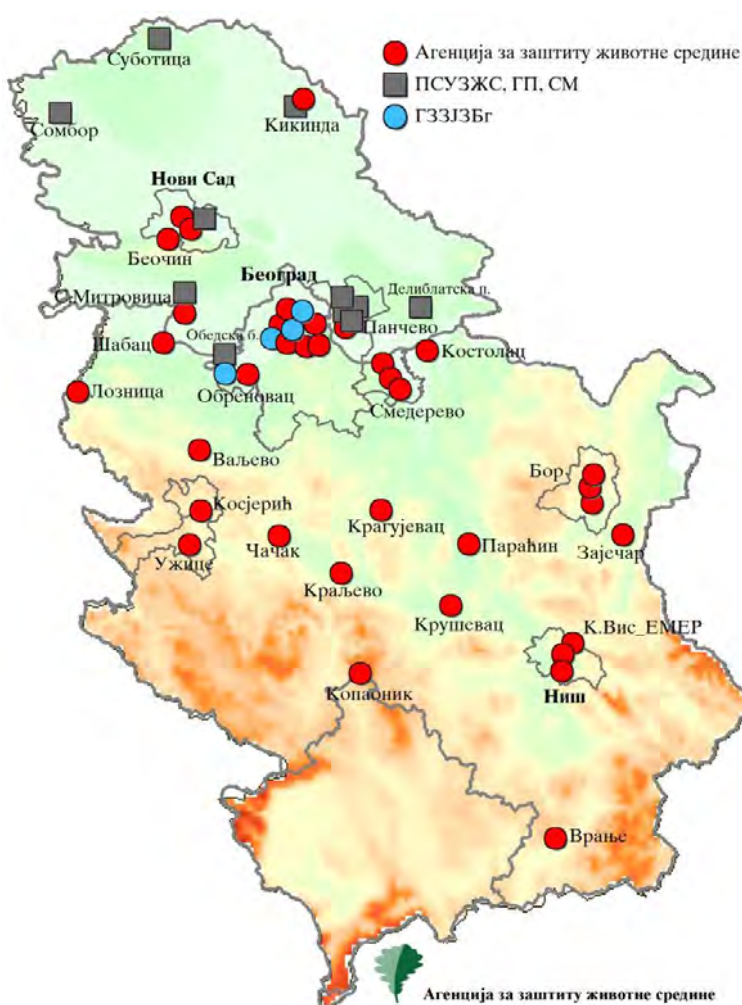 Суботица
Агенција за заштиту животне средине
ПСУЗЖС, ГП, СМ
ГЗЗЈЗБг
Сомбор
Кикинда
Нови Сад
Беочин
Београд
С.Митровица
Делиблатска п.
Панчево
Обедска б.
Шабац
Костолац
Лозница
Обреновац
Смедерево
Ваљево
Бор
Косјерић
Крагујевац
Ужице
Чачак
Параћин
Зајечар
Краљево
Крушевац
К.Вис_ЕМЕР
Копаоник
Ниш
Врање
Агенција за заштиту животне средине